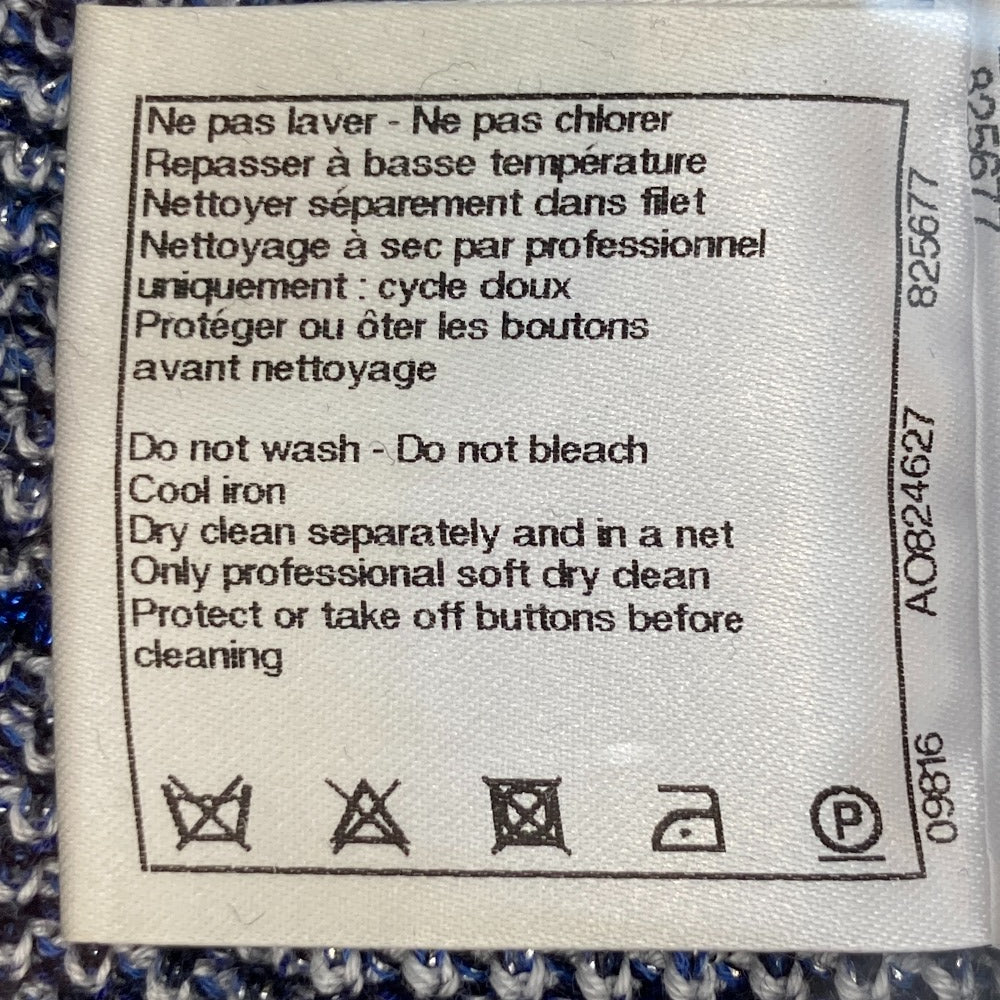 Ne pas laver - Ne pas chlorer
Repasser à basse température
Nettoyer séparement dans filet
Nettoyage à sec par professionnel
uniquement : cycle doux
Protéger ou ôter les boutons
avant nettoyage
Do not wash - Do not bleach
Cool iron
Dry clean separately and in a net
Only professional soft dry clean
Protect or take off buttons before
cleaning
P
09816
AO824627
825677
825677